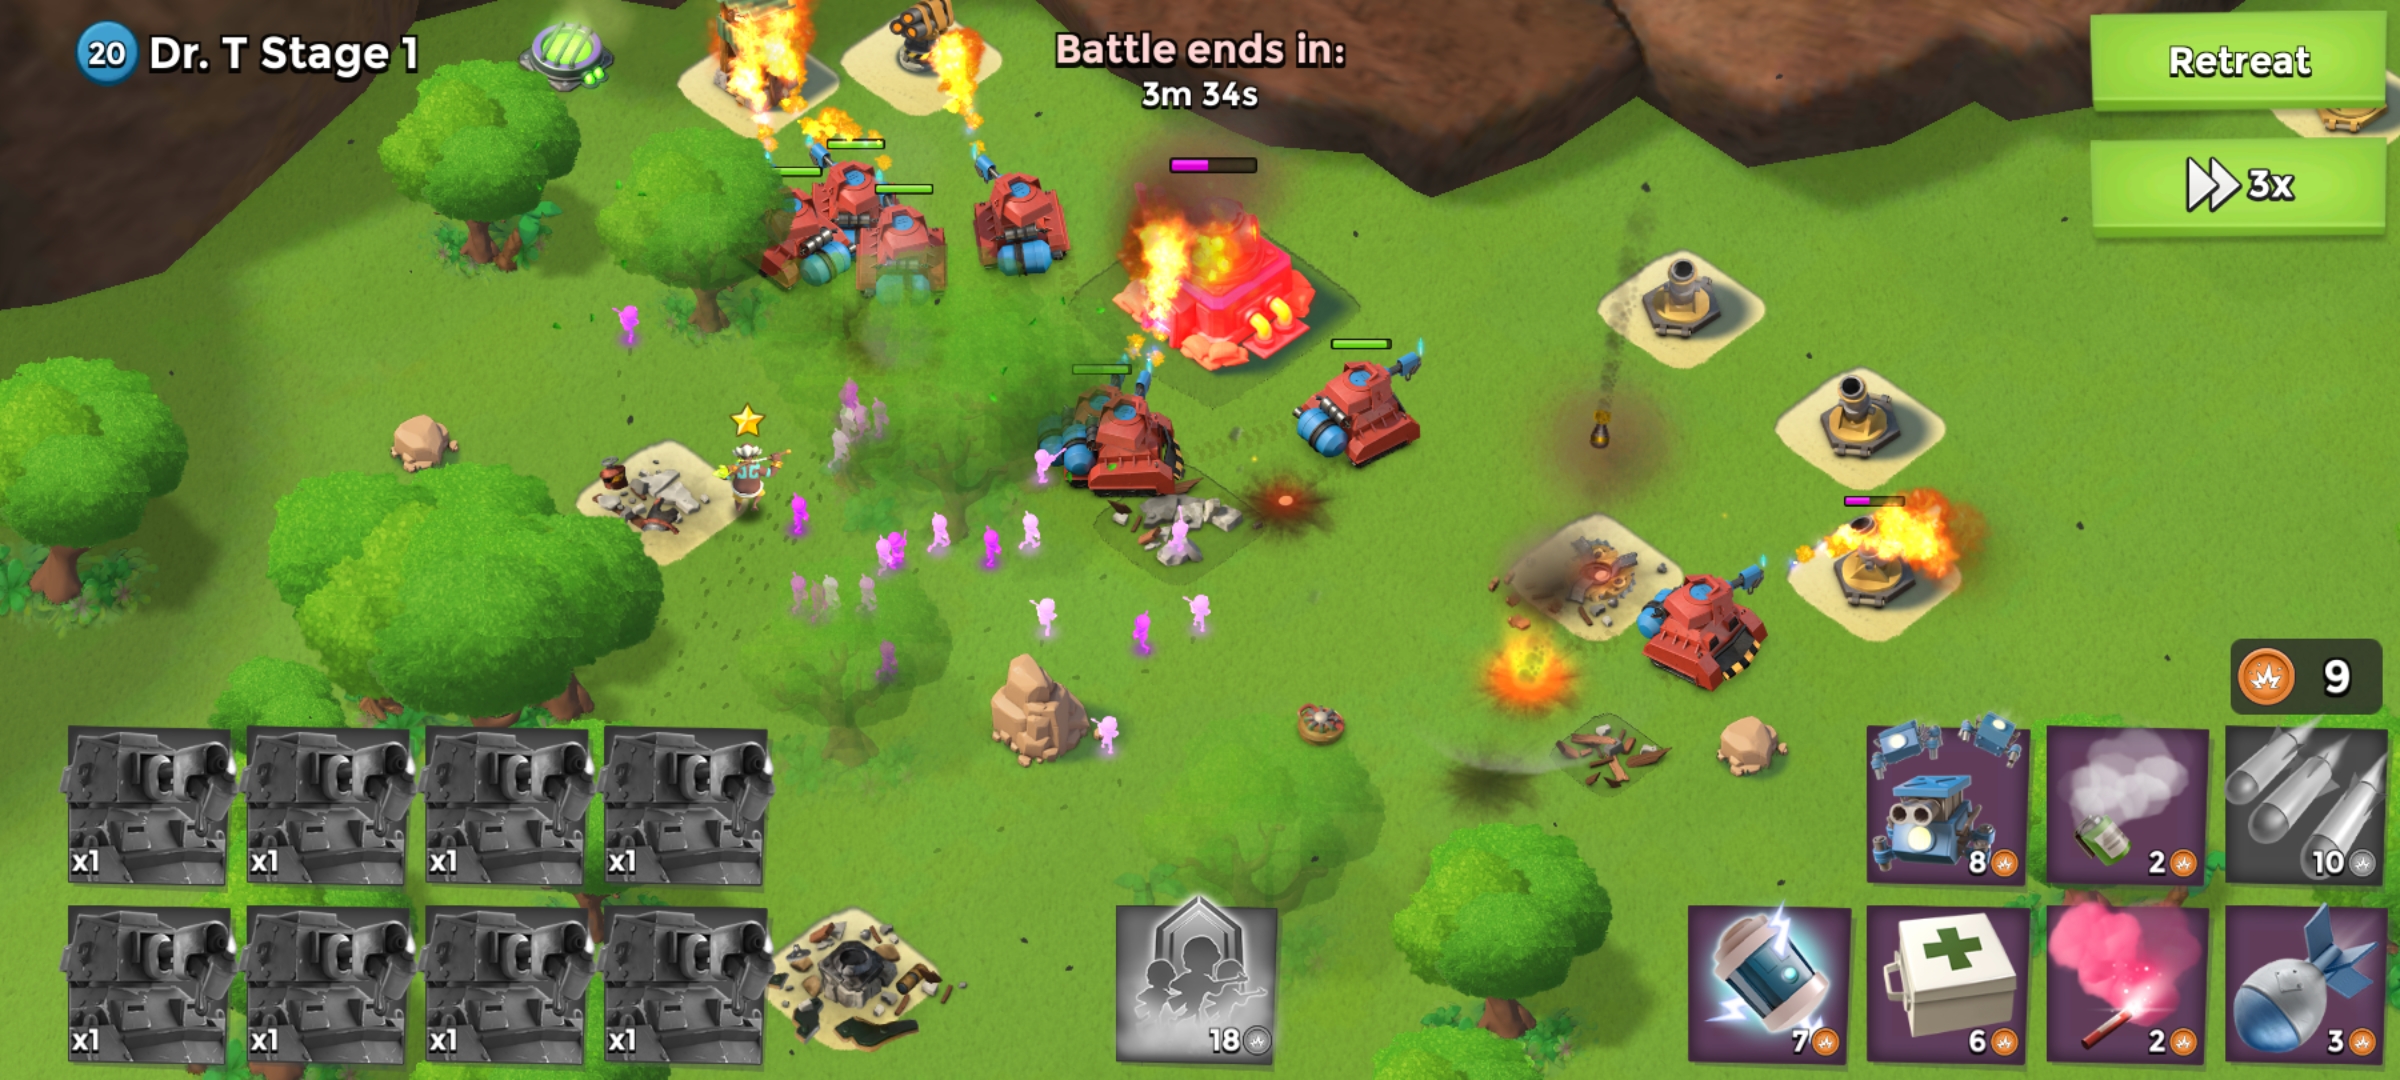 20 Dr. T Stage 1
Battle ends in:
3m 34s
Retreat
3x
9
x1 x1 x1 x1
8 2 10
x1 x1 x1 x1
18
7 6 2 3